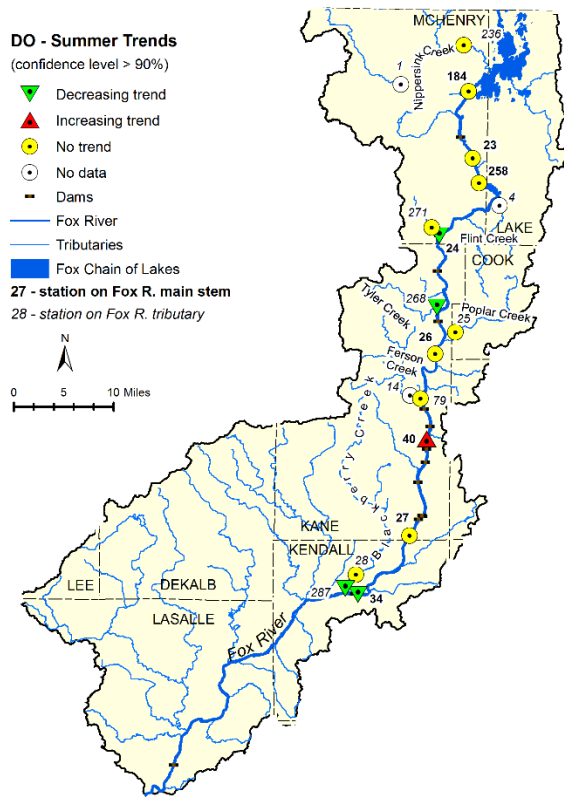 DO - Summer Trends
(confidence level > 90%)
Decreasing trend
Increasing trend
No trend
No data
Dams
Fox River
Tributaries
Fox Chain of Lakes
27 - station on Fox R. main stem
28 - station on Fox R. tributary
N
0 5 10 Miles
MCHENRY
236
Nippersink Creek
1
184
23
258
4
271
LAKE
24
Flint Creek
COOK
268
Tyler Creek
Poplar Creek
25
26
Ferson Creek
14
79
Blackberry Creek
40
27
KANE
KENDALL
28
LEE
DEKALB
287
34
LASALLE
Fox River